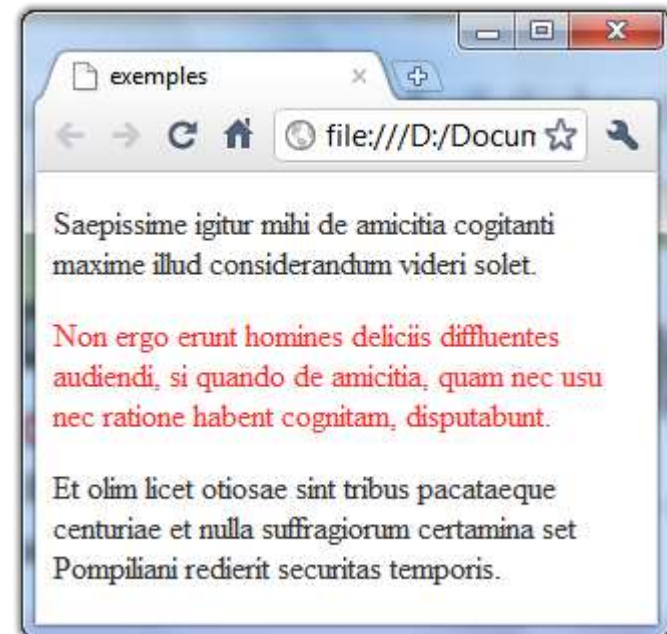 exemples
file:///D:/Docun
Saepissime igitur mihi de amicitia cogitanti
maxime illud considerandum videri solet.
Non ergo erunt homines deliciis diffluentes
audiendi, si quando de amicitia, quam nec usu
nec ratione habent cognitam, disputabunt.
Et olim licet otiosae sint tribus pacataeque
centuriae et nulla suffragiorum certamina set
Pompiliani redierit securitas temporis.